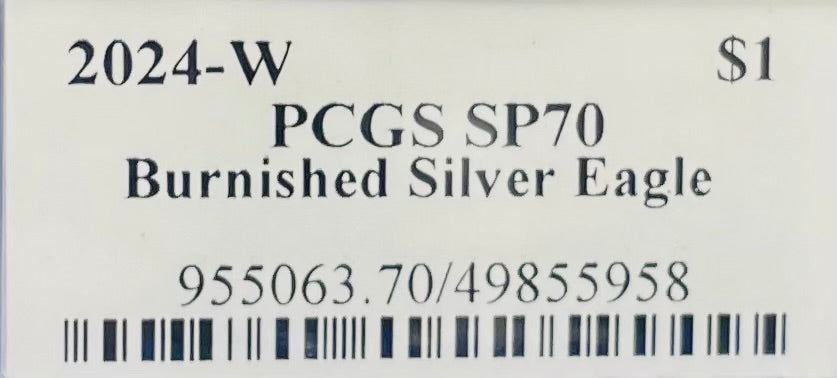 2024-W $1
PCGS SP70
Burnished Silver Eagle
955063.70/49855958